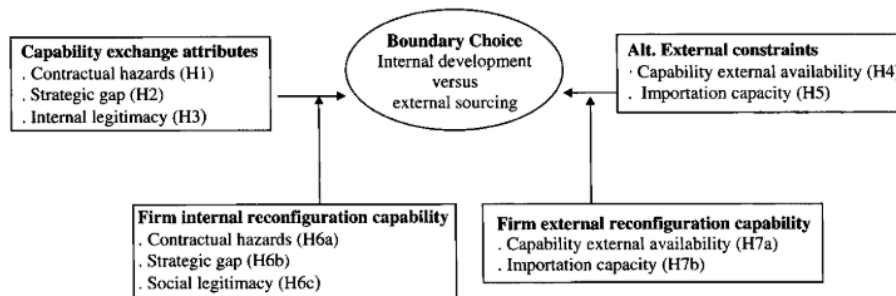 Capability exchange attributes
. Contractual hazards (H1)
. Strategic gap (H2)
. Internal legitimacy (H3)
Boundary Choice
Internal development
versus
external sourcing
Alt. External constraints
· Capability external availability (H4)
. Importation capacity (H5)
Firm internal reconfiguration capability
. Contractual hazards (H6a)
. Strategic gap (H6b)
. Social legitimacy (H6c)
Firm external reconfiguration capability
. Capability external availability (H7a)
. Importation capacity (H7b)